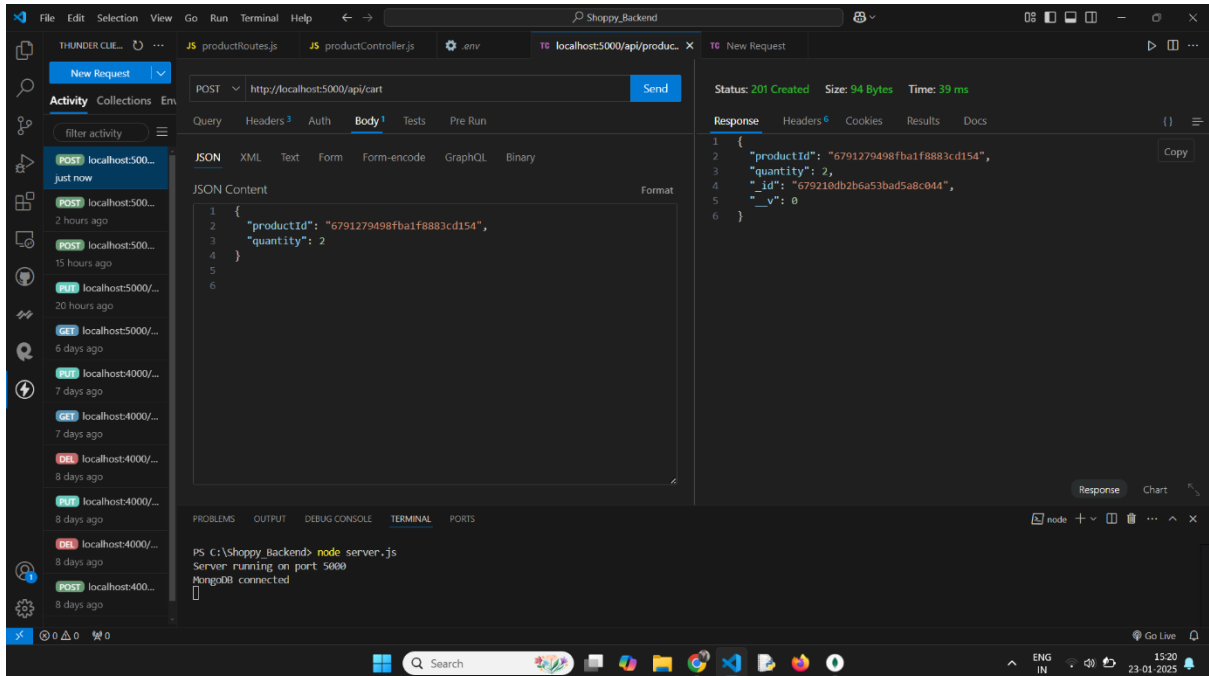 File Edit Selection View Go Run Terminal Help
Shoppy_Backend
THUNDER CLIE...
JS productRoutes.js
JS productController.js
.env
TC localhost:5000/api/produc...
TC New Request
New Request
Activity Collections Env
filter activity
POST localhost:500...
just now
POST localhost:500...
2 hours ago
POST localhost:500...
15 hours ago
PUT localhost:5000/...
20 hours ago
GET localhost:5000/...
6 days ago
PUT localhost:4000/...
7 days ago
GET localhost:4000/...
7 days ago
DEL localhost:4000/...
8 days ago
PUT localhost:4000/...
8 days ago
DEL localhost:4000/...
8 days ago
POST localhost:400...
8 days ago
POST http://localhost:5000/api/cart Send
Query Headers 3 Auth Body 1 Tests Pre Run
JSON XML Text Form Form-encode GraphQL Binary
JSON Content Format
1 {
2 "productId": "6791279498fba1f8883cd154",
3 "quantity": 2
4 }
5
6
Status: 201 Created Size: 94 Bytes Time: 39 ms
Response Headers 6 Cookies Results Docs {}
Copy
1 {
2 "productId": "6791279498fba1f8883cd154",
3 "quantity": 2,
4 "_id": "679210db2b6a53bad5a8c044",
5 "__v": 0
6 }
Response Chart
PROBLEMS OUTPUT DEBUG CONSOLE TERMINAL PORTS
node
PS C:\Shoppy_Backend> node server.js
Server running on port 5000
MongoDB connected
1
0 0 0
Go Live
Search
ENG
IN
15:20
23-01-2025